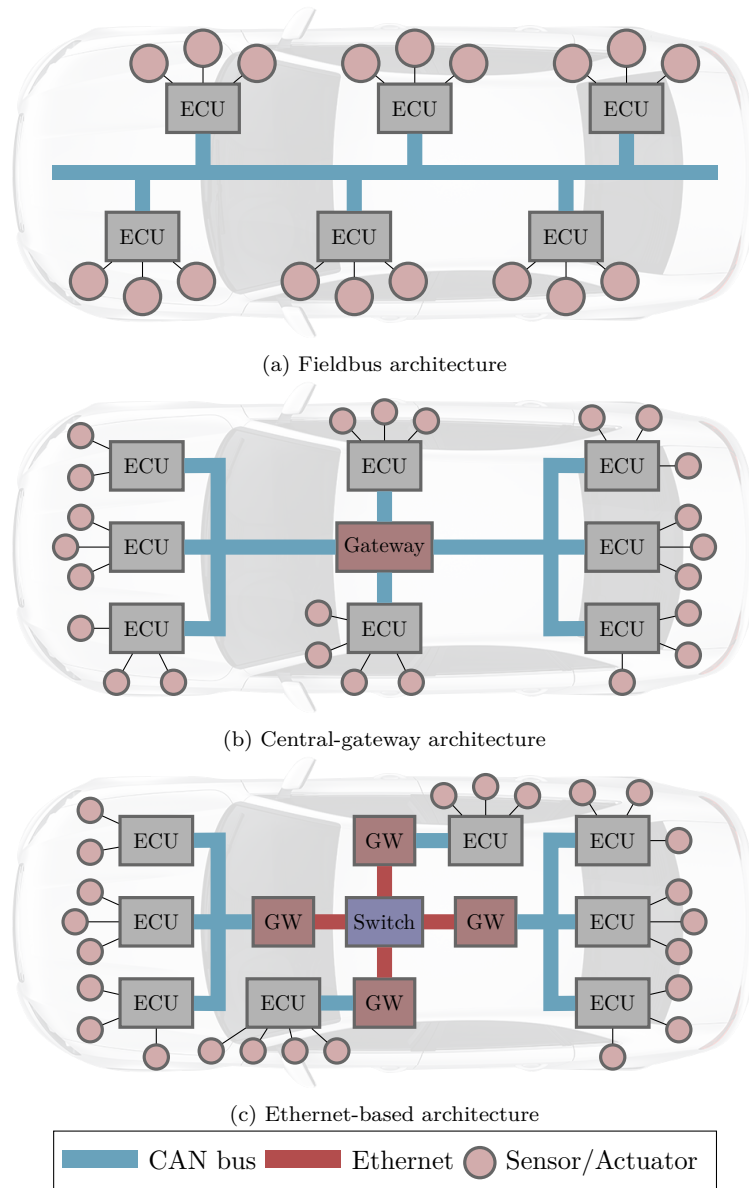 ECU ECU ECU
ECU ECU ECU
(a) Fieldbus architecture
ECU ECU ECU
ECU Gateway ECU
ECU ECU ECU
(b) Central-gateway architecture
ECU GW ECU ECU
ECU GW Switch GW ECU
ECU ECU GW ECU
(c) Ethernet-based architecture
CAN bus Ethernet Sensor/Actuator